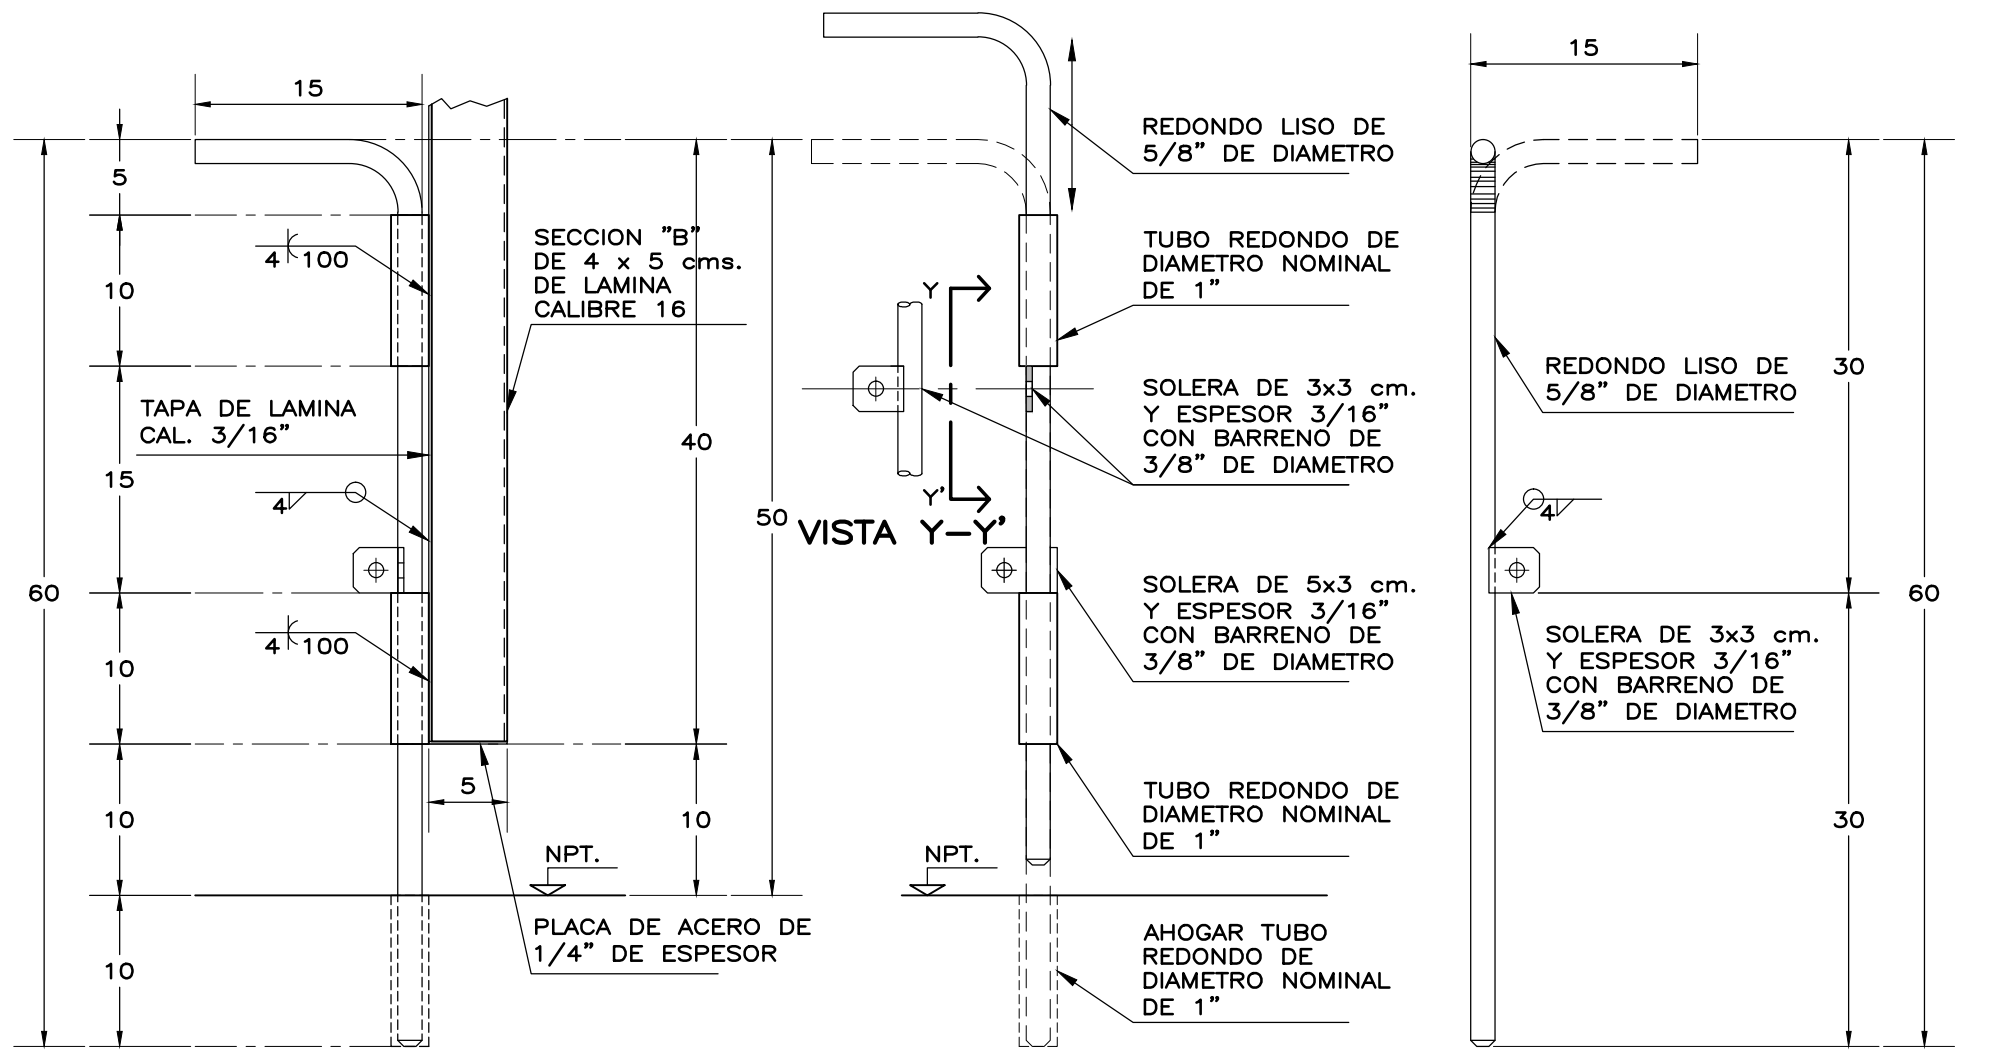 15
5
10
15
10
10
10
60
4 100
TAPA DE LAMINA
CAL. 3/16"
4
4 100
SECCION "B"
DE 4 x 5 cms.
DE LAMINA
CALIBRE 16
40
10
50
5
NPT.
PLACA DE ACERO DE
1/4" DE ESPESOR
Y
Y'
VISTA Y-Y'
NPT.
REDONDO LISO DE
5/8" DE DIAMETRO
TUBO REDONDO DE
DIAMETRO NOMINAL
DE 1"
SOLERA DE 3x3 cm.
Y ESPESOR 3/16"
CON BARRENO DE
3/8" DE DIAMETRO
SOLERA DE 5x3 cm.
Y ESPESOR 3/16"
CON BARRENO DE
3/8" DE DIAMETRO
TUBO REDONDO DE
DIAMETRO NOMINAL
DE 1"
AHOGAR TUBO
REDONDO DE
DIAMETRO NOMINAL
DE 1"
15
REDONDO LISO DE
5/8" DE DIAMETRO
4
SOLERA DE 3x3 cm.
Y ESPESOR 3/16"
CON BARRENO DE
3/8" DE DIAMETRO
30
30
60